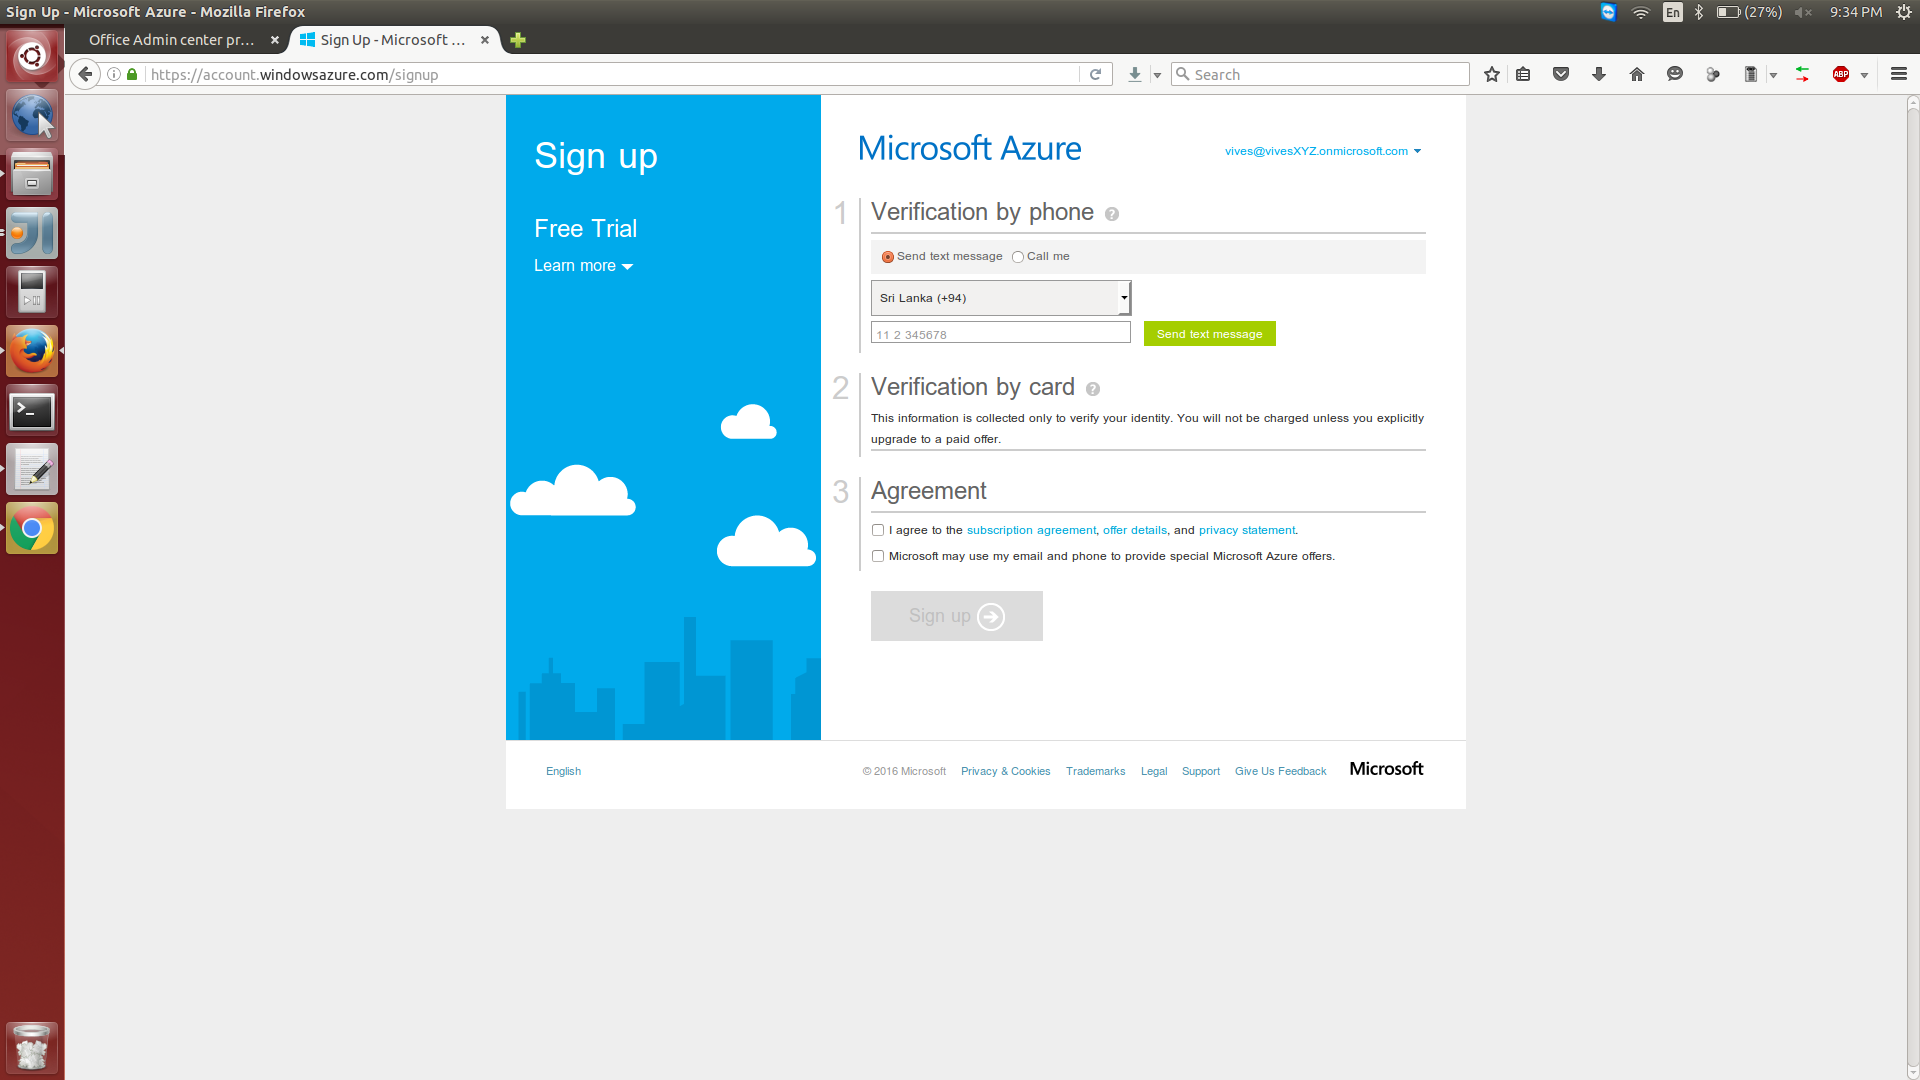 Sign Up - Microsoft Azure - Mozilla Firefox
En
(27%)
9:34 PM
Office Admin center pr...
Sign Up - Microsoft ...
https://account.windowsazure.com/signup
Search
ABP
Sign up
Free Trial
Learn more
Microsoft Azure
vives@vivesXYZ.onmicrosoft.com
1
Verification by phone ?
Send text message
Call me
Sri Lanka (+94)
11 2 345678
Send text message
2
Verification by card ?
This information is collected only to verify your identity. You will not be charged unless you explicitly
upgrade to a paid offer.
3
Agreement
I agree to the subscription agreement, offer details, and privacy statement.
Microsoft may use my email and phone to provide special Microsoft Azure offers.
Sign up
English
© 2016 Microsoft
Privacy & Cookies
Trademarks
Legal
Support
Give Us Feedback
Microsoft